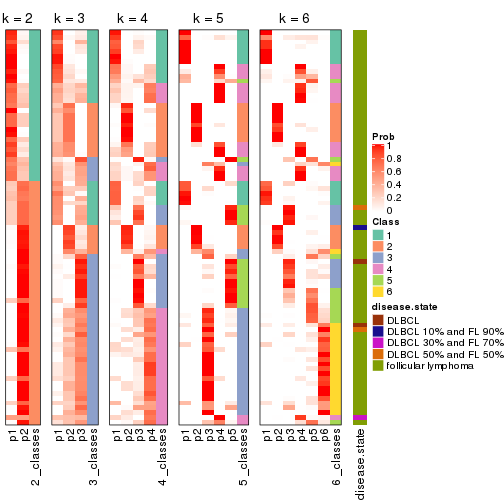 k = 2 k = 3 k = 4 k = 5 k = 6
Prob
1
0.8
0.6
0.4
0.2
0
Class
1
2
3
4
5
6
disease.state
DLBCL
DLBCL 10% and FL 90%
DLBCL 30% and FL 70%
DLBCL 50% and FL 50%
follicular lymphoma
p1 p2 2_classes p1 p2 p3 3_classes p1 p2 p3 p4 4_classes p1 p2 p3 p4 p5 5_classes p1 p2 p3 p4 p5 p6 6_classes disease.state